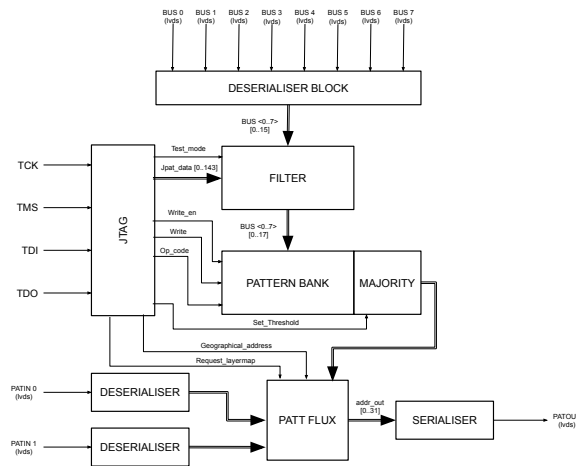 BUS 0 BUS 1 BUS 2 BUS 3 BUS 4 BUS 5 BUS 6 BUS 7
(lvds) (lvds) (lvds) (lvds) (lvds) (lvds) (lvds) (lvds)
DESERIALISER BLOCK
BUS <0..7>
[0..15]
Test_mode
Jpat_data [0..143]
FILTER
TCK
TMS
TDI
TDO
JTAG
BUS <0..7>
[0..17]
Write_en
Write
Op_code
PATTERN BANK
MAJORITY
Set_Threshold
Geographical_address
Request_layermap
PATIN 0
(lvds)
DESERIALISER
PATIN 1
(lvds)
DESERIALISER
PATT FLUX
addr_out
[0..31]
SERIALISER
PATOU
(lvds)